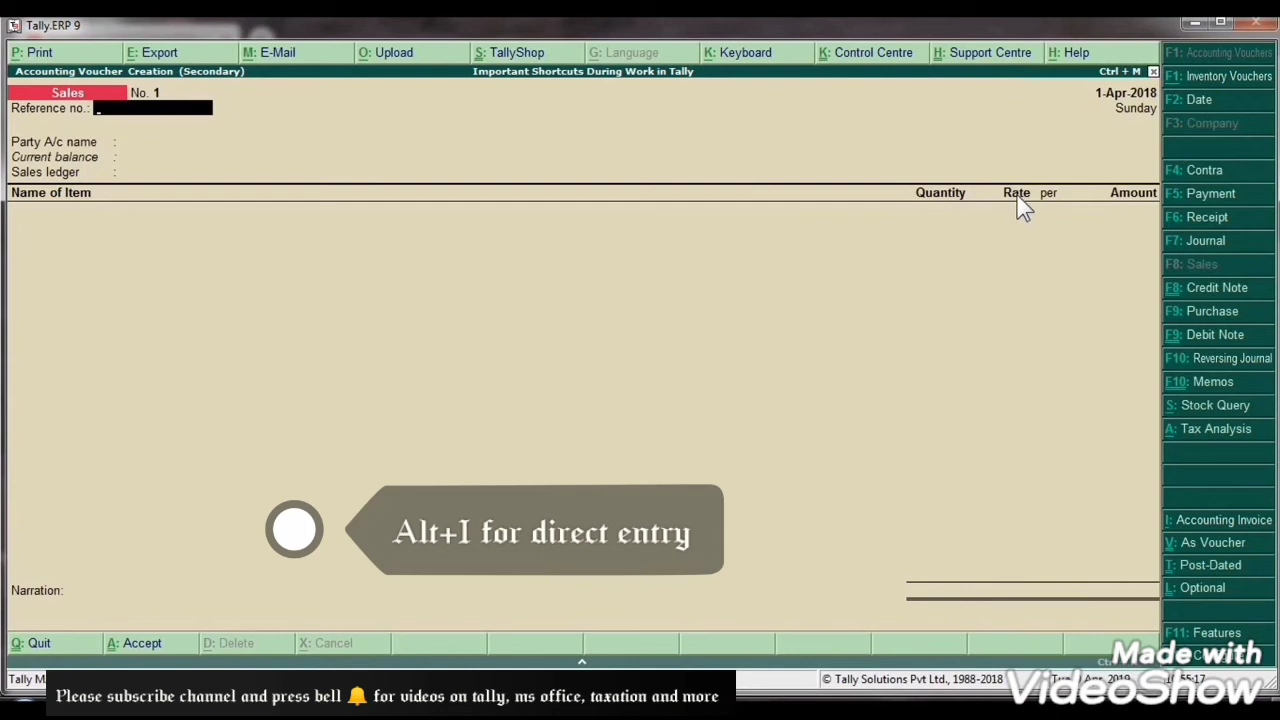 Tally.ERP 9
P: Print E: Export M: E-Mail O: Upload S: TallyShop G: Language K: Keyboard K: Control Centre H: Support Centre H: Help
F1: Accounting Vouchers
Accounting Voucher Creation (Secondary) Important Shortcuts During Work in Tally Ctrl + M
F1: Inventory Vouchers
Sales No. 1 1-Apr-2018
F2: Date
Reference no.: Sunday
F3: Company
Party A/c name :
Current balance :
Sales ledger :
F4: Contra
Name of Item Quantity Rate per Amount
F5: Payment
F6: Receipt
F7: Journal
F8: Sales
F8: Credit Note
F9: Purchase
F9: Debit Note
F10: Reversing Journal
F10: Memos
S: Stock Query
A: Tax Analysis
I: Accounting Invoice
Alt+I for direct entry
V: As Voucher
T: Post-Dated
L: Optional
Narration:
F11: Features
Q: Quit A: Accept D: Delete X: Cancel
Made with
VideoShow
Tally M
© Tally Solutions Pvt Ltd., 1988-2018
Please subscribe channel and press bell 🔔 for videos on tally, ms office, taxation and more